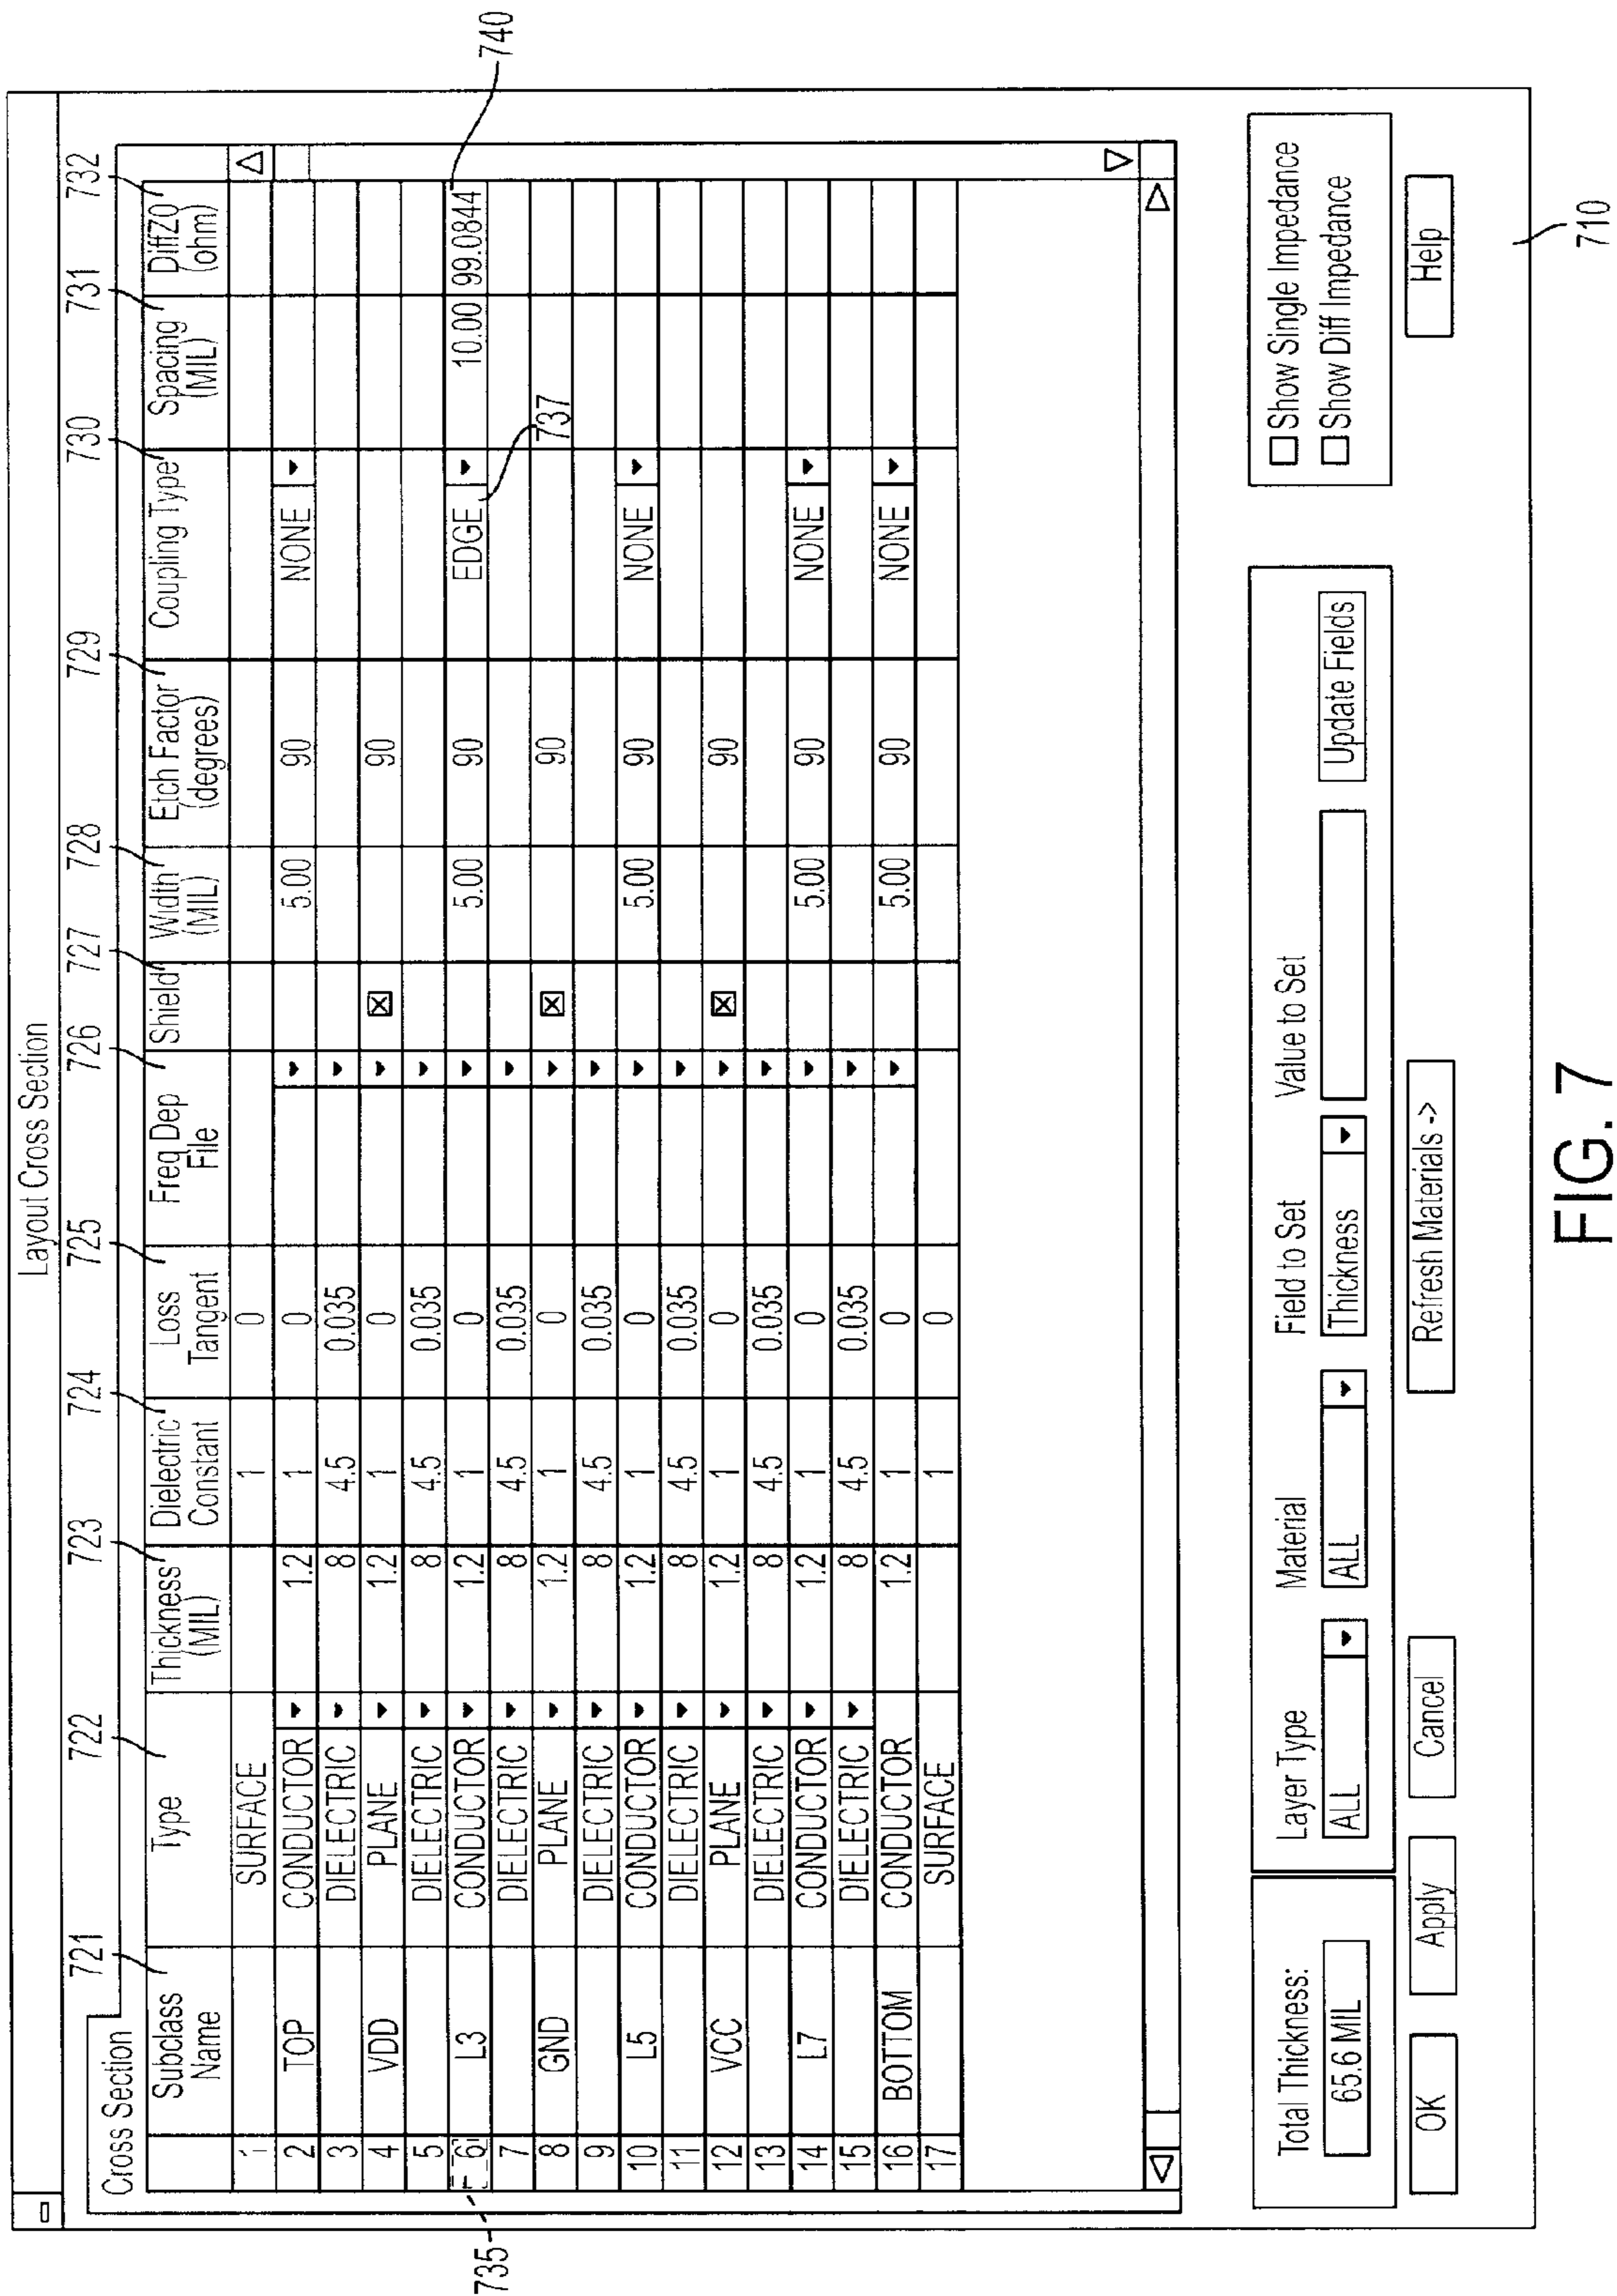 Layout Cross Section
Cross Section
721 722 723 724 725 726 727 728 729 730 731 732
Subclass Name Type Thickness (MIL) Dielectric Constant Loss Tangent Freq Dep File Shield Width (MIL) Etch Factor (degrees) Coupling Type Spacing (MIL) DiffZ0 (ohm)
1 SURFACE 1 0
2 TOP CONDUCTOR 1.2 1 0 5.00 90 NONE
3 DIELECTRIC 8 4.5 0.035
4 VDD PLANE 1.2 1 0 90
5 DIELECTRIC 8 4.5 0.035
6 L3 CONDUCTOR 1.2 1 0 5.00 90 EDGE 10.00 99.0844
735
740
7 DIELECTRIC 8 4.5 0.035
8 GND PLANE 1.2 1 0 90
737
9 DIELECTRIC 8 4.5 0.035
10 L5 CONDUCTOR 1.2 1 0 5.00 90 NONE
11 DIELECTRIC 8 4.5 0.035
12 VCC PLANE 1.2 1 0 90
13 DIELECTRIC 8 4.5 0.035
14 L7 CONDUCTOR 1.2 1 0 5.00 90 NONE
15 DIELECTRIC 8 4.5 0.035
16 BOTTOM CONDUCTOR 1.2 1 0 5.00 90 NONE
17 SURFACE 1 0
Total Thickness:
65.6 MIL
Layer Type Material Field to Set Value to Set
ALL ALL Thickness Update Fields
Show Single Impedance
Show Diff Impedance
OK Apply Cancel Refresh Materials -> Help
710
FIG. 7